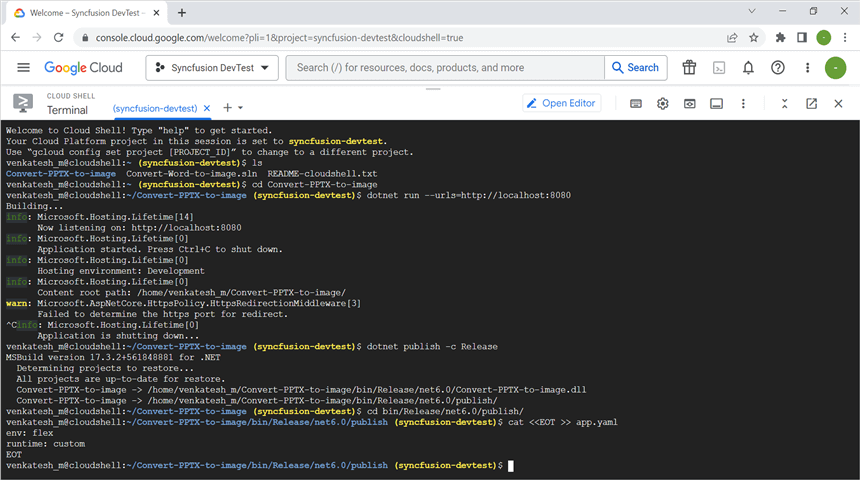 Welcome – Syncfusion DevTest –
console.cloud.google.com/welcome?pli=1&project=syncfusion-devtest&cloudshell=true
Google Cloud
Syncfusion DevTest
Search (/) for resources, docs, products, and more
Search
CLOUD SHELL
Terminal
(syncfusion-devtest)
Open Editor
Welcome to Cloud Shell! Type "help" to get started.
Your Cloud Platform project in this session is set to syncfusion-devtest.
Use “gcloud config set project [PROJECT_ID]” to change to a different project.
venkatesh_m@cloudshell:~ (syncfusion-devtest)$ ls
Convert-PPTX-to-image  Convert-Word-to-image.sln  README-cloudshell.txt
venkatesh_m@cloudshell:~ (syncfusion-devtest)$ cd Convert-PPTX-to-image
venkatesh_m@cloudshell:~/Convert-PPTX-to-image (syncfusion-devtest)$ dotnet run --urls=http://localhost:8080
Building...
info: Microsoft.Hosting.Lifetime[14]
      Now listening on: http://localhost:8080
info: Microsoft.Hosting.Lifetime[0]
      Application started. Press Ctrl+C to shut down.
info: Microsoft.Hosting.Lifetime[0]
      Hosting environment: Development
info: Microsoft.Hosting.Lifetime[0]
      Content root path: /home/venkatesh_m/Convert-PPTX-to-image/
warn: Microsoft.AspNetCore.HttpsPolicy.HttpsRedirectionMiddleware[3]
      Failed to determine the https port for redirect.
^Cinfo: Microsoft.Hosting.Lifetime[0]
      Application is shutting down...
venkatesh_m@cloudshell:~/Convert-PPTX-to-image (syncfusion-devtest)$ dotnet publish -c Release
MSBuild version 17.3.2+561848881 for .NET
  Determining projects to restore...
  All projects are up-to-date for restore.
  Convert-PPTX-to-image -> /home/venkatesh_m/Convert-PPTX-to-image/bin/Release/net6.0/Convert-PPTX-to-image.dll
  Convert-PPTX-to-image -> /home/venkatesh_m/Convert-PPTX-to-image/bin/Release/net6.0/publish/
venkatesh_m@cloudshell:~/Convert-PPTX-to-image (syncfusion-devtest)$ cd bin/Release/net6.0/publish/
venkatesh_m@cloudshell:~/Convert-PPTX-to-image/bin/Release/net6.0/publish (syncfusion-devtest)$ cat <<EOT >> app.yaml
env: flex
runtime: custom
EOT
venkatesh_m@cloudshell:~/Convert-PPTX-to-image/bin/Release/net6.0/publish (syncfusion-devtest)$